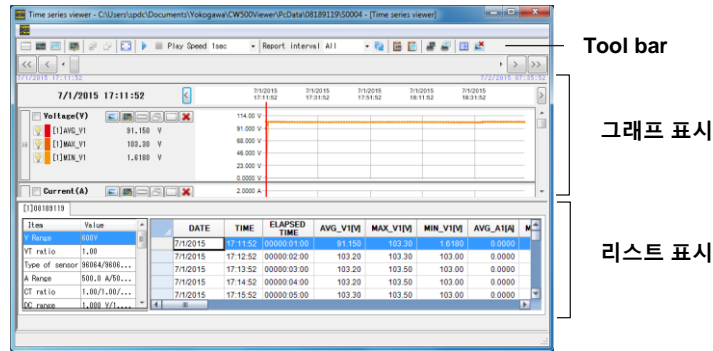 Time series viewer - C:\Users\spdc\Documents\Yokogawa\CW500Viewer\PcData\08189119\S0004 - [Time series viewer]
Play Speed 1sec Report interval All
Tool bar
7/1/2015 17:11:52 7/2/2015 07:35:52
7/1/2015 17:11:52
7/1/2015 7/1/2015 7/1/2015 7/1/2015 7/1/2015
17:11:52 17:31:52 17:51:52 18:11:52 18:31:52
Voltage(V)
[1]AVG_V1 91.150 V
[1]MAX_V1 103.30 V
[1]MIN_V1 1.6180 V
114.00 V
91.000 V
68.000 V
46.000 V
23.000 V
0.0000 V
Current(A) 2.0000 A
그래프 표시
[1]08189119
Item Value
V Range 600V
VT ratio 1.00
Type of sensor 96064/9606...
A Range 500.0 A/50...
CT ratio 1.00/1.00/...
DC range 1.000 V/1....
DATE TIME ELAPSED TIME AVG_V1[V] MAX_V1[V] MIN_V1[V] AVG_A1[A] M
7/1/2015 17:11:52 00000:01:00 91.150 103.30 1.6180 0.0000
7/1/2015 17:12:52 00000:02:00 103.20 103.30 103.00 0.0000
7/1/2015 17:13:52 00000:03:00 103.20 103.50 103.00 0.0000
7/1/2015 17:14:52 00000:04:00 103.20 103.50 103.00 0.0000
7/1/2015 17:15:52 00000:05:00 103.30 103.50 103.00 0.0000
리스트 표시